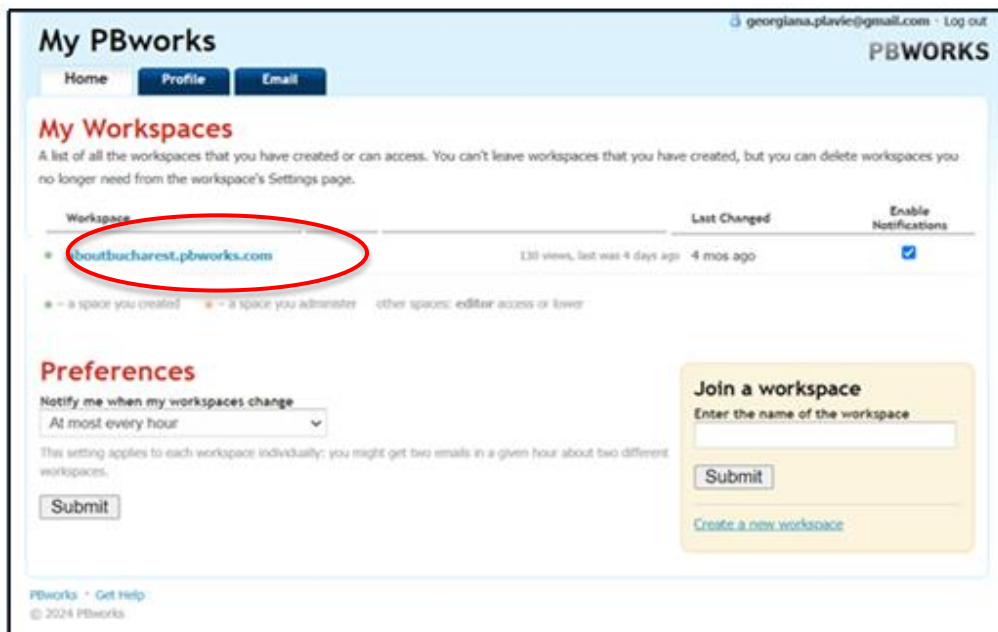 georgiana.plavie@gmail.com · Log out
My PBworks
PBWORKS
Home Profile Email
My Workspaces
A list of all the workspaces that you have created or can access. You can't leave workspaces that you have created, but you can delete workspaces you
no longer need from the workspace's Settings page.
Workspace Last Changed Enable Notifications
aboutbucharest.pbworks.com 130 views, last was 4 days ago 4 mos ago
- a space you created - a space you administer other spaces: editor access or lower
Preferences
Notify me when my workspaces change
At most every hour
This setting applies to each workspace individually: you might get two emails in a given hour about two different
workspaces.
Submit
Join a workspace
Enter the name of the workspace
Submit
Create a new workspace
PBworks · Get Help
© 2024 PBworks